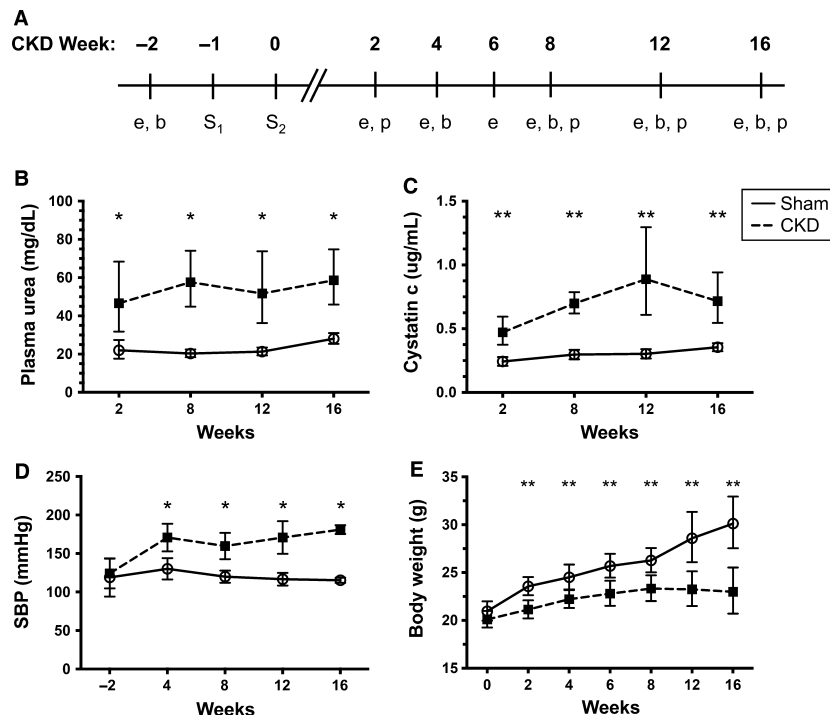 A
CKD Week: –2 –1 0 2 4 6 8 12 16
e, b S1 S2 e, p e, b e e, b, p e, b, p e, b, p
B
Plasma urea (mg/dL)
100
80
60
40
20
0
* * * *
2 8 12 16
Weeks
C
Cystatin c (ug/mL)
1.5
1.0
0.5
0.0
** ** ** **
2 8 12 16
Weeks
Sham
CKD
D
SBP (mmHg)
250
200
150
100
50
0
* * * *
–2 4 8 12 16
Weeks
E
Body weight (g)
35
30
25
20
15
** ** ** ** ** **
0 2 4 6 8 12 16
Weeks